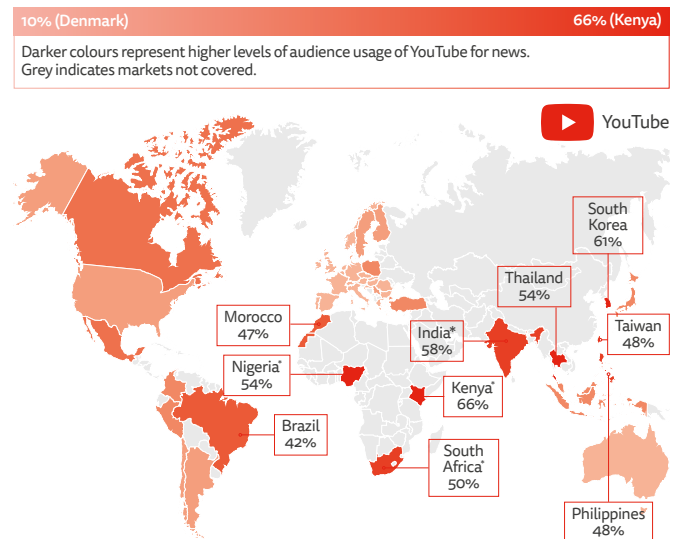 10% (Denmark)
66% (Kenya)
Darker colours represent higher levels of audience usage of YouTube for news.
Grey indicates markets not covered.
YouTube
South
Korea
61%
Thailand
54%
Morocco
47%
India*
58%
Taiwan
48%
Nigeria*
54%
Kenya*
66%
Brazil
42%
South
Africa*
50%
Philippines*
48%